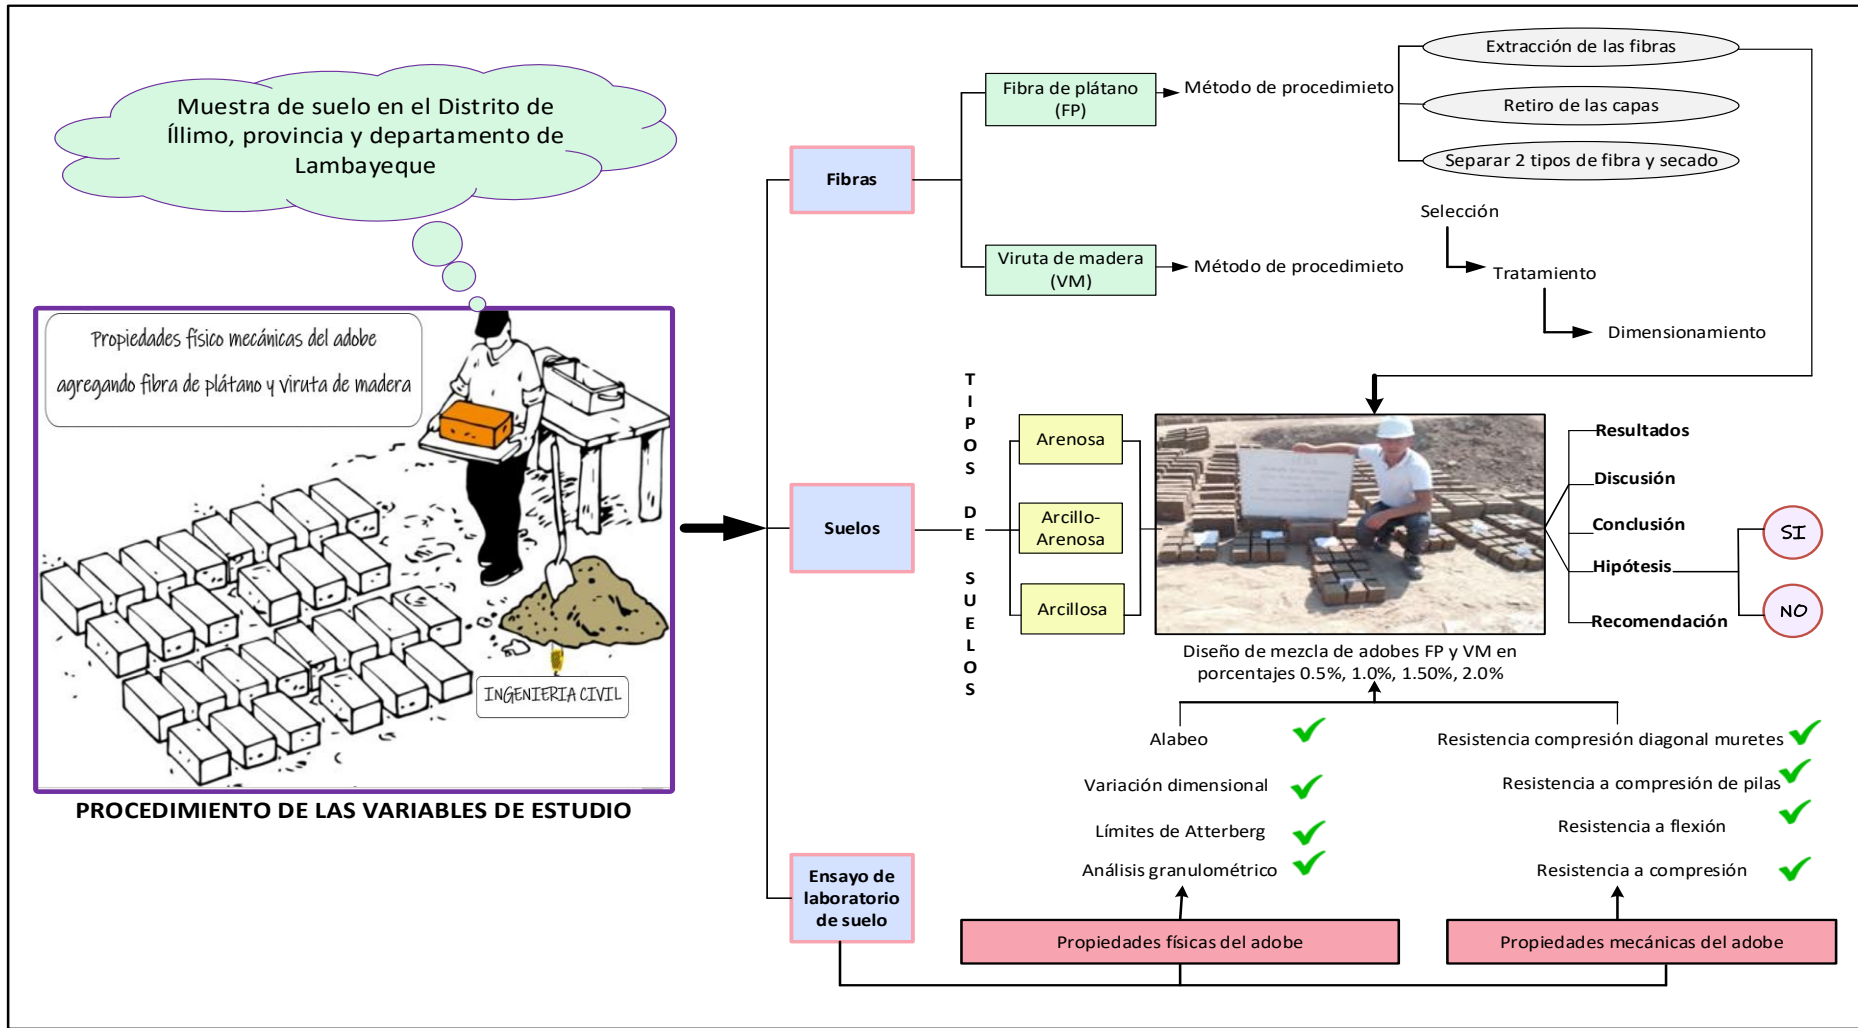 Muestra de suelo en el Distrito de
Íllimo, provincia y departamento de
Lambayeque
Propiedades físico mecánicas del adobe
agregando fibra de plátano y viruta de madera
INGENIERIA CIVIL
PROCEDIMIENTO DE LAS VARIABLES DE ESTUDIO
Fibras
Fibra de plátano
(FP)
Método de procedimieto
Extracción de las fibras
Retiro de las capas
Separar 2 tipos de fibra y secado
Viruta de madera
(VM)
Método de procedimieto
Selección
Tratamiento
Dimensionamiento
Suelos
TIPOS DE SUELOS
Arenosa
Arcillo-
Arenosa
Arcillosa
Diseño de mezcla de adobes FP y VM en
porcentajes 0.5%, 1.0%, 1.50%, 2.0%
Resultados
Discusión
Conclusión
Hipótesis
Recomendación
SI
NO
Ensayo de
laboratorio
de suelo
Alabeo
Variación dimensional
Límites de Atterberg
Análisis granulométrico
Propiedades físicas del adobe
Resistencia compresión diagonal muretes
Resistencia a compresión de pilas
Resistencia a flexión
Resistencia a compresión
Propiedades mecánicas del adobe